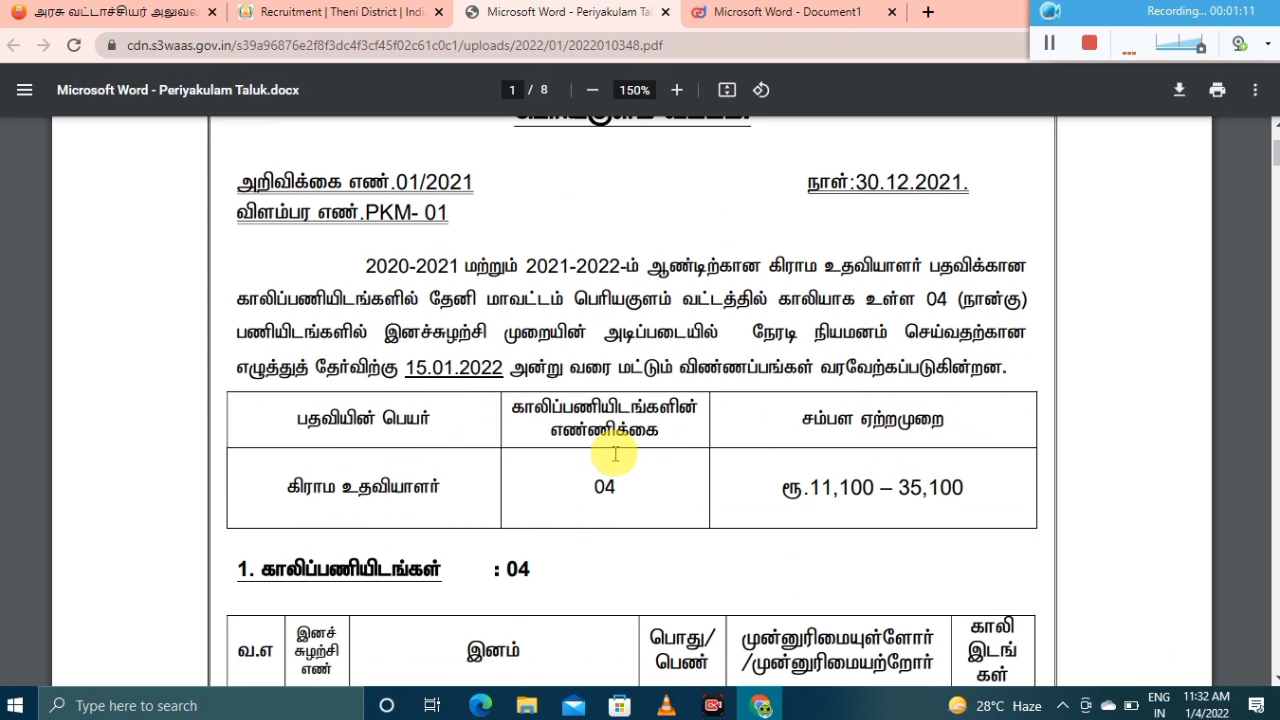 அரசு வட்டாச்சியர் அலுவல
Recruitment | Theni District | Indi
Microsoft Word - Periyakulam Tal
Microsoft Word - Document1
Recording... 00:01:11
cdn.s3waas.gov.in/s39a96876e2f8f3dc4f3cf45f02c61c0c1/uploads/2022/01/2022010348.pdf
Microsoft Word - Periyakulam Taluk.docx
1 / 8
150%
அறிவிக்கை எண்.01/2021
நாள்:30.12.2021.
விளம்பர எண்.PKM- 01
2020-2021 மற்றும் 2021-2022-ம் ஆண்டிற்கான கிராம உதவியாளர் பதவிக்கான
காலிப்பணியிடங்களில் தேனி மாவட்டம் பெரியகுளம் வட்டத்தில் காலியாக உள்ள 04 (நான்கு)
பணியிடங்களில் இனச்சுழற்சி முறையின் அடிப்படையில் நேரடி நியமனம் செய்வதற்கான
எழுத்துத் தேர்விற்கு 15.01.2022 அன்று வரை மட்டும் விண்ணப்பங்கள் வரவேற்கப்படுகின்றன.
பதவியின் பெயர்
காலிப்பணியிடங்களின்
எண்ணிக்கை
சம்பள ஏற்றமுறை
கிராம உதவியாளர்
04
ரூ.11,100 – 35,100
1. காலிப்பணியிடங்கள் : 04
வ.எ
இனச்
சுழற்சி
எண்
இனம்
பொது/
பெண்
முன்னுரிமையுள்ளோர்
/முன்னுரிமையற்றோர்
காலி
இடங்
கள்
Type here to search
28°C Haze
ENG
IN
11:32 AM
1/4/2022